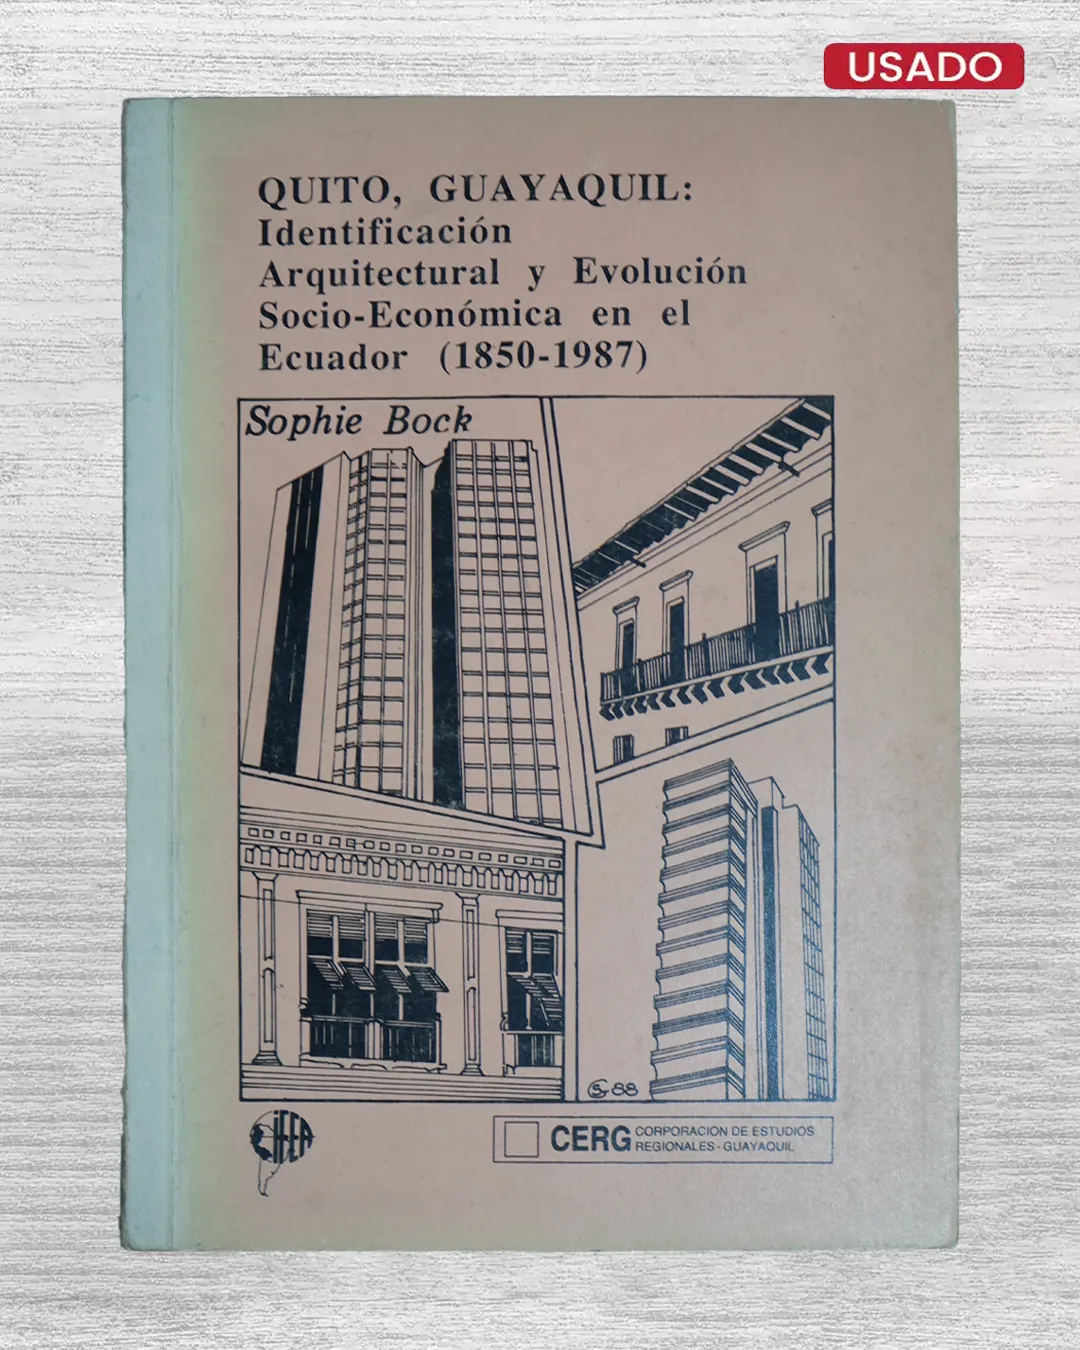 USADO
QUITO, GUAYAQUIL:
Identificación
Arquitectural y Evolución
Socio-Económica en el
Ecuador (1850-1987)
Sophie Bock
88
IFEA
CERG CORPORACION DE ESTUDIOS
REGIONALES - GUAYAQUIL